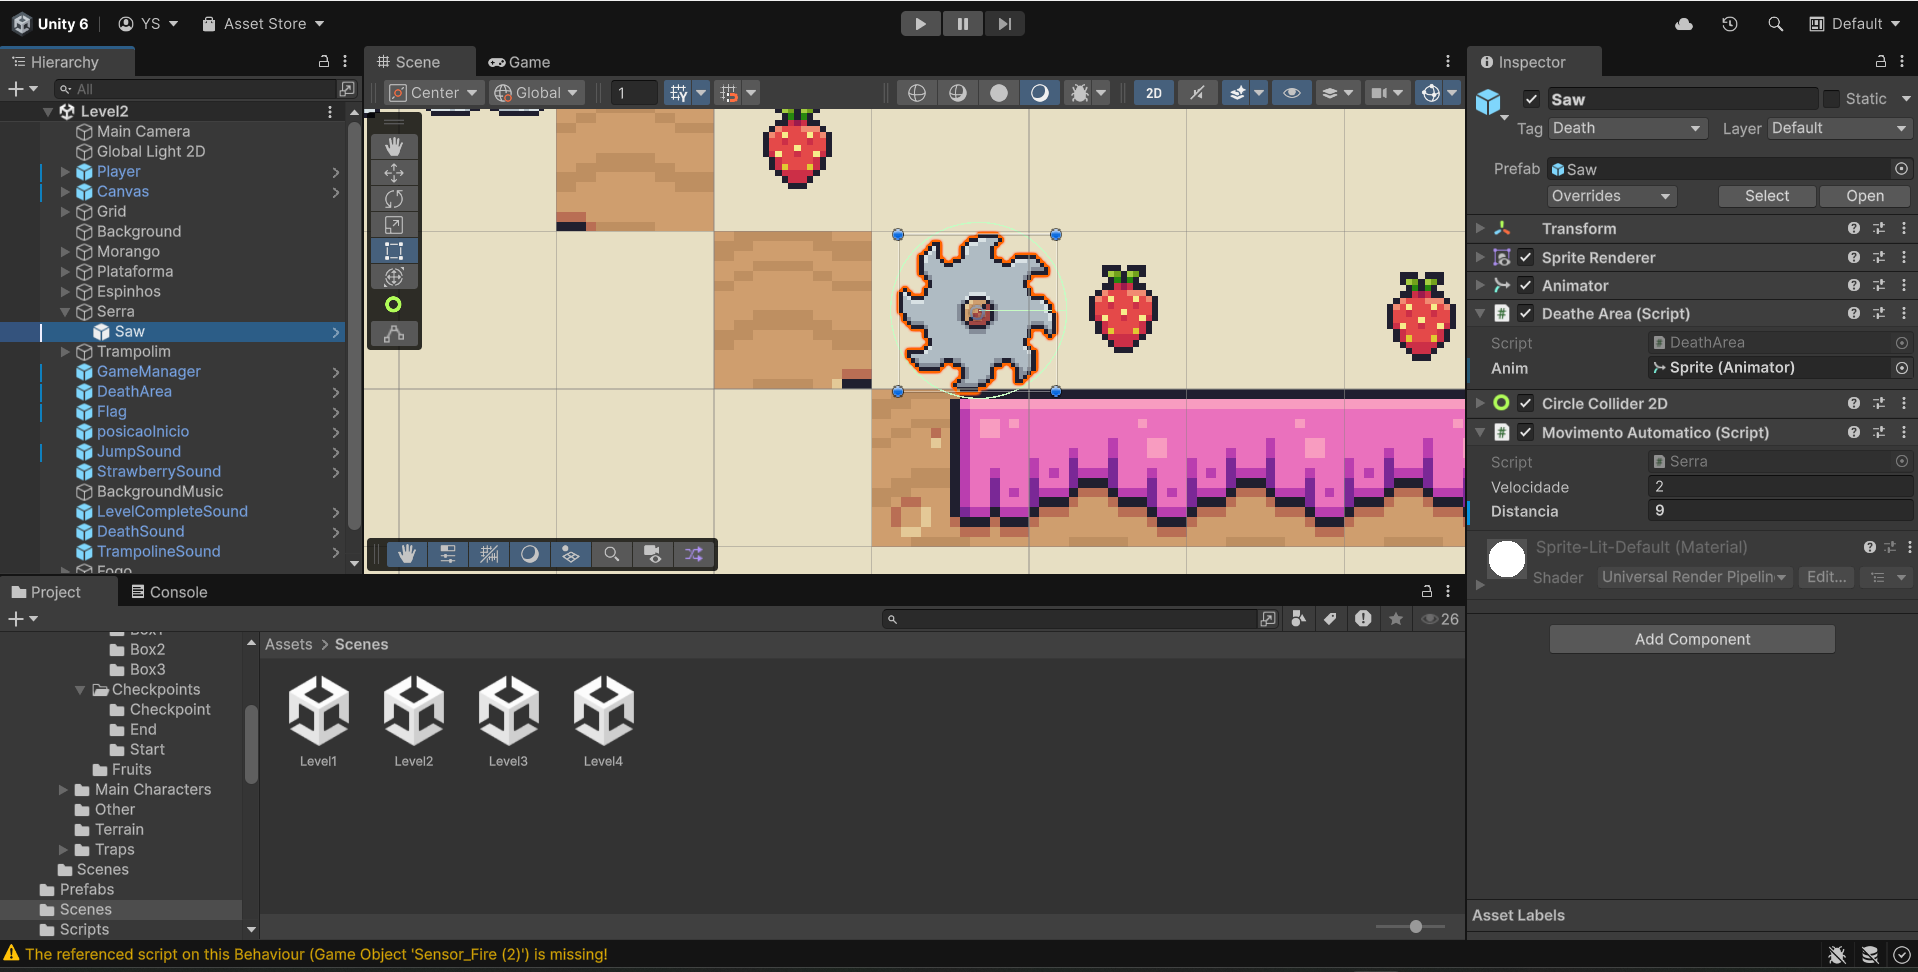 Unity 6
YS
Asset Store
Default
Hierarchy
Scene
Game
Inspector
All
Center
Global
1
2D
Level2
Main Camera
Global Light 2D
Player
Canvas
Grid
Background
Morango
Plataforma
Espinhos
Serra
Saw
Trampolim
GameManager
DeathArea
Flag
posicaoInicio
JumpSound
StrawberrySound
BackgroundMusic
LevelCompleteSound
DeathSound
TrampolineSound
Fogo
Saw
Static
Tag Death
Layer Default
Prefab Saw
Overrides
Select
Open
Transform
Sprite Renderer
Animator
Deathe Area (Script)
Script DeathArea
Anim Sprite (Animator)
Circle Collider 2D
Movimento Automatico (Script)
Script Serra
Velocidade 2
Distancia 9
Sprite-Lit-Default (Material)
Shader Universal Render Pipelin
Edit...
Add Component
Asset Labels
Project
Console
26
Box1
Box2
Box3
Checkpoints
Checkpoint
End
Start
Fruits
Main Characters
Other
Terrain
Traps
Scenes
Prefabs
Scenes
Scripts
Assets > Scenes
Level1
Level2
Level3
Level4
The referenced script on this Behaviour (Game Object 'Sensor_Fire (2)') is missing!